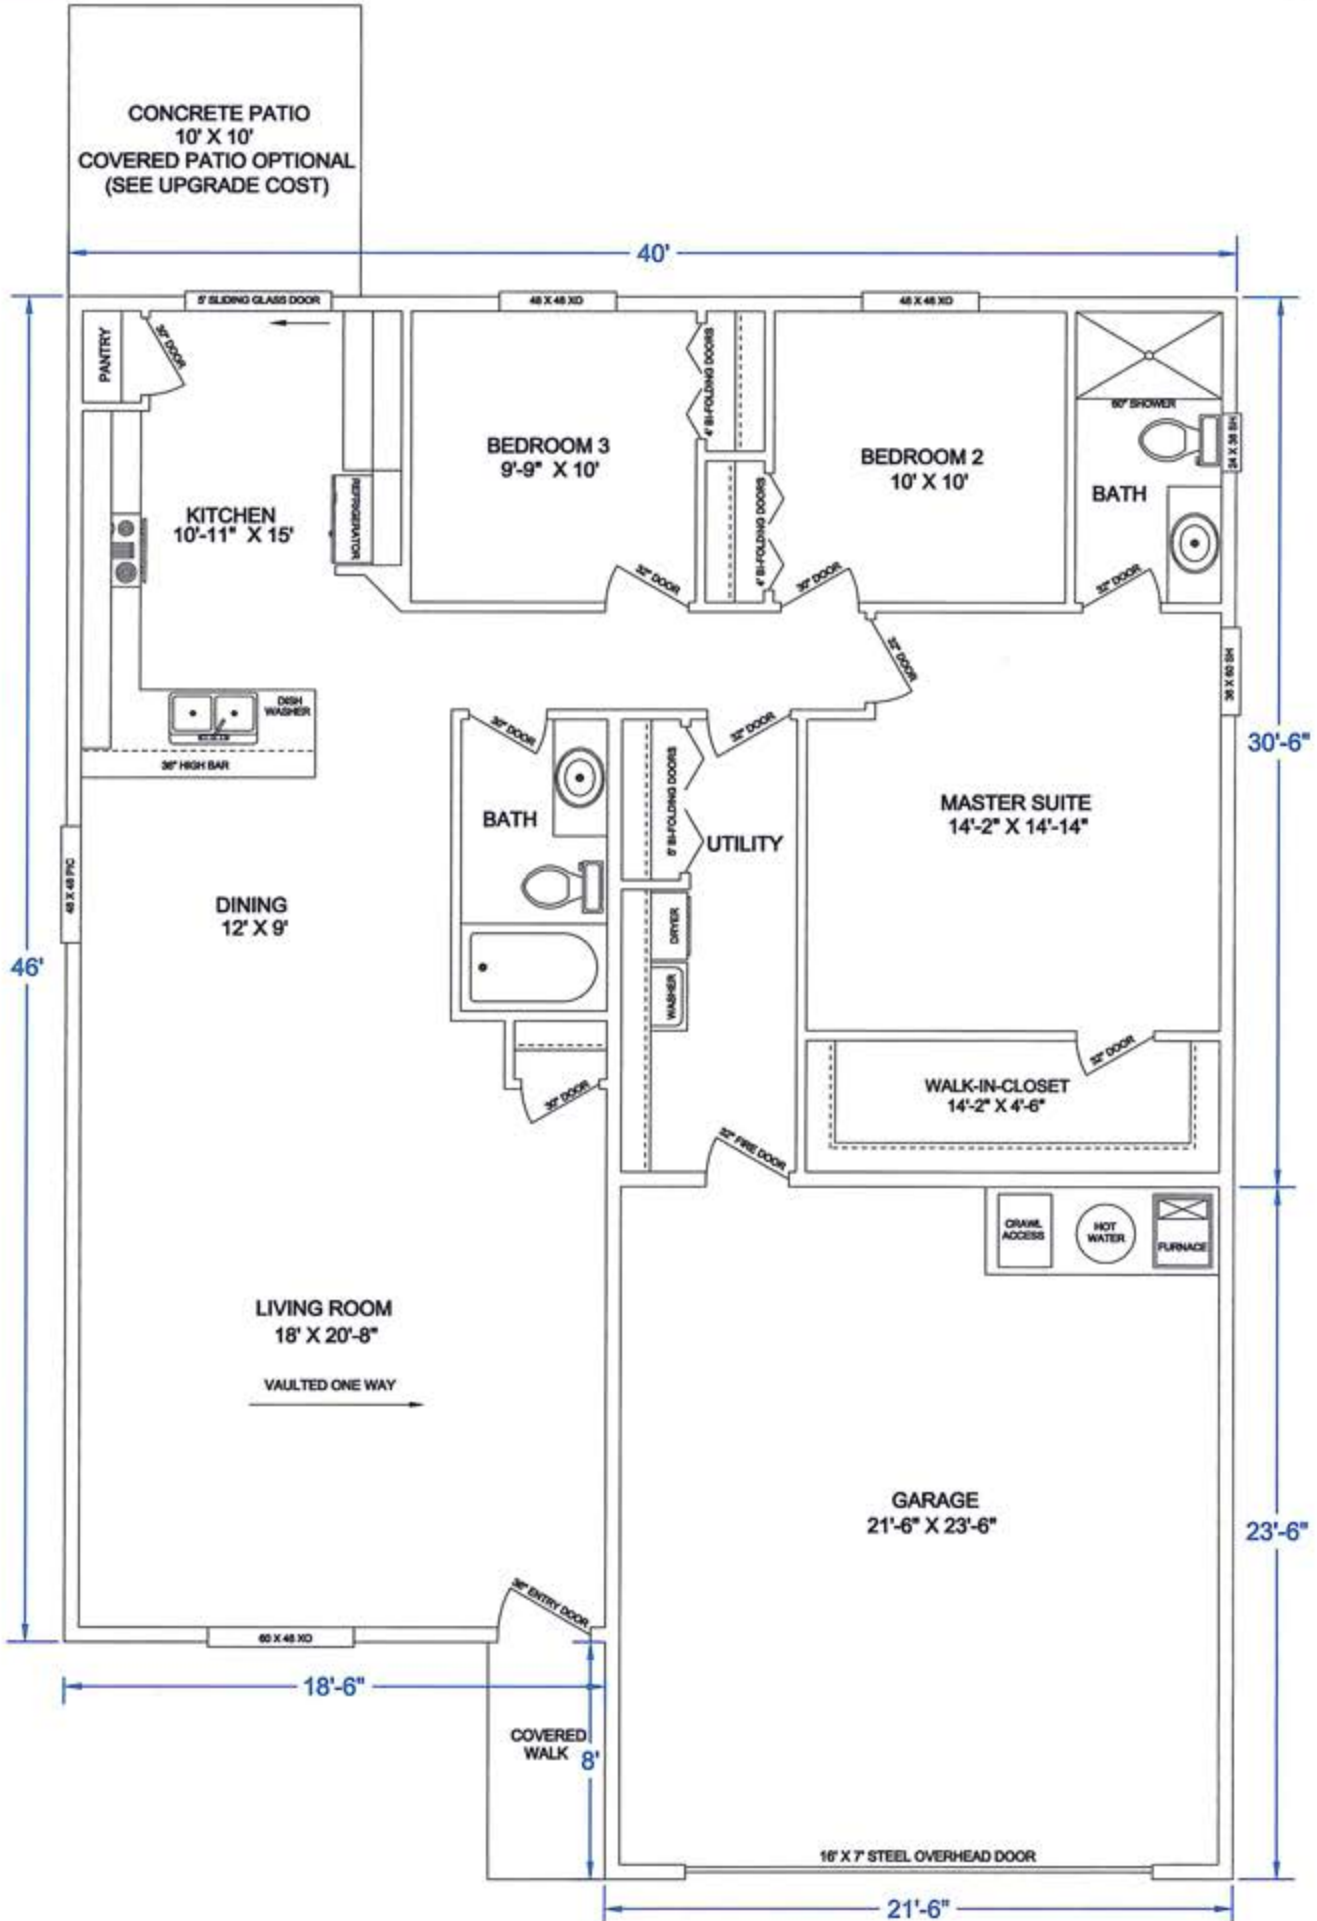 CONCRETE PATIO
10' X 10'
COVERED PATIO OPTIONAL
(SEE UPGRADE COST)
40'
5' SLIDING GLASS DOOR
48 X 48 XO
48 X 48 XO
PANTRY
30" DOOR
4' BI-FOLDING DOORS
60" SHOWER
24 X 36 SH
BEDROOM 3
9'-9" X 10'
BEDROOM 2
10' X 10'
BATH
KITCHEN
10'-11" X 15'
REFRIGERATOR
4' BI-FOLDING DOORS
32" DOOR
30" DOOR
32" DOOR
32" DOOR
36 X 60 SH
DISH
WASHER
36" HIGH BAR
30" DOOR
32" DOOR
30'-6"
5' BI-FOLDING DOORS
BATH
UTILITY
MASTER SUITE
14'-2" X 14'-14"
48 X 48 PIC
DINING
12' X 9'
DRYER
WASHER
46'
32" DOOR
30" DOOR
WALK-IN-CLOSET
14'-2" X 4'-6"
32" FIRE DOOR
CRAWL
ACCESS
HOT
WATER
FURNACE
LIVING ROOM
18' X 20'-8"
VAULTED ONE WAY
GARAGE
21'-6" X 23'-6"
23'-6"
36" ENTRY DOOR
60 X 48 XO
18'-6"
COVERED
WALK
8'
16' X 7' STEEL OVERHEAD DOOR
21'-6"